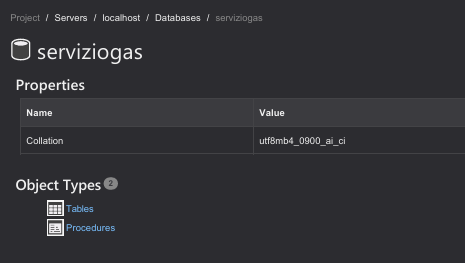 Project / Servers / localhost / Databases / serviziogas
serviziogas
Properties
Name Value
Collation utf8mb4_0900_ai_ci
Object Types 2
Tables
Procedures